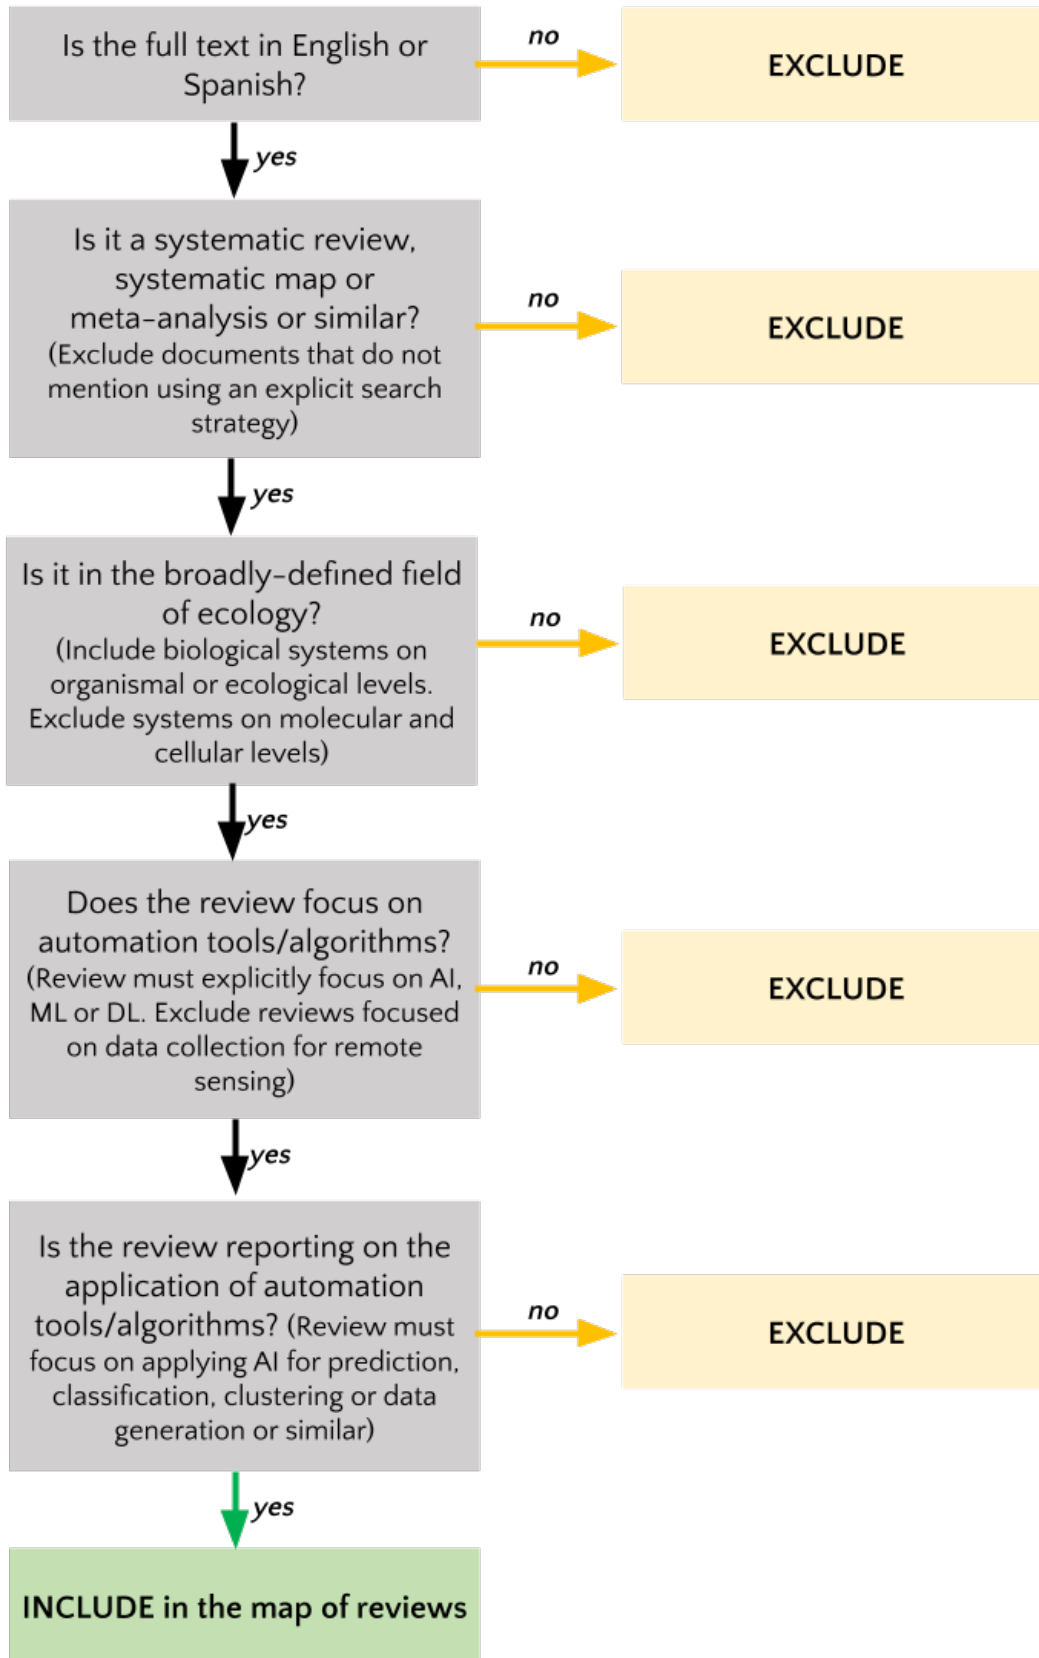 Is the full text in English or
Spanish?
no
EXCLUDE
yes
Is it a systematic review,
systematic map or
meta-analysis or similar?
(Exclude documents that do not
mention using an explicit search
strategy)
no
EXCLUDE
yes
Is it in the broadly-defined field
of ecology?
(Include biological systems on
organismal or ecological levels.
Exclude systems on molecular and
cellular levels)
no
EXCLUDE
yes
Does the review focus on
automation tools/algorithms?
(Review must explicitly focus on AI,
ML or DL. Exclude reviews focused
on data collection for remote
sensing)
no
EXCLUDE
yes
Is the review reporting on the
application of automation
tools/algorithms? (Review must
focus on applying AI for prediction,
classification, clustering or data
generation or similar)
no
EXCLUDE
yes
INCLUDE in the map of reviews